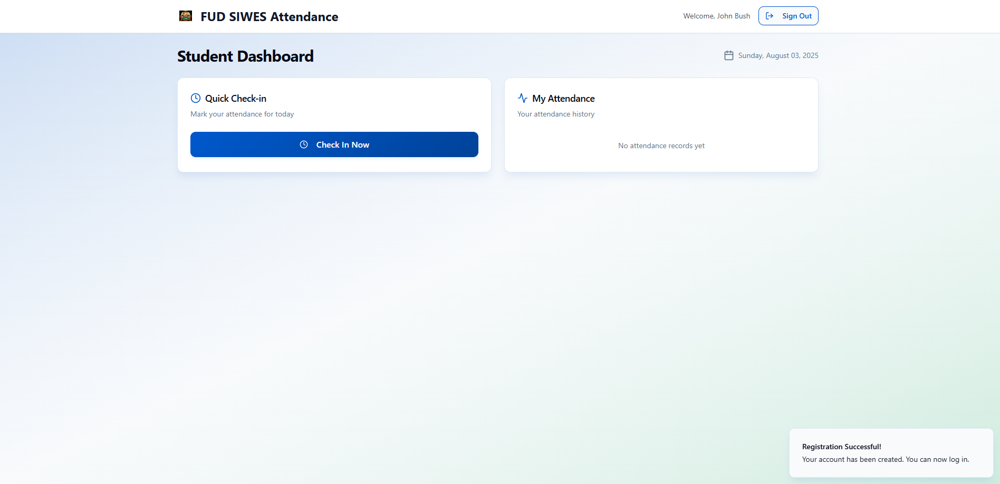 FUD SIWES Attendance
Welcome, John Bush
Sign Out
Student Dashboard
Sunday, August 03, 2025
Quick Check-in
Mark your attendance for today
Check In Now
My Attendance
Your attendance history
No attendance records yet
Registration Successful!
Your account has been created. You can now log in.